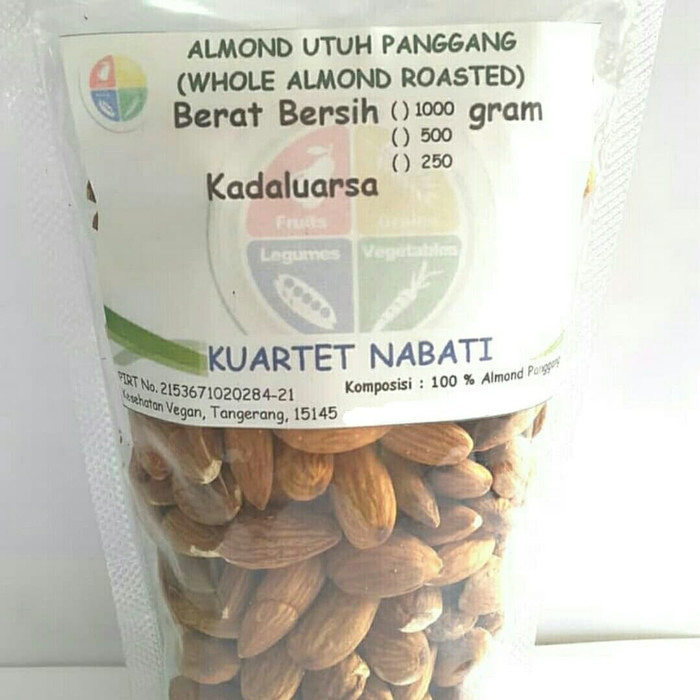 ALMOND UTUH PANGGANG
(WHOLE ALMOND ROASTED)
Berat Bersih () 1000 gram
() 500
() 250
Kadaluarsa
Fruits Grains
Legumes Vegetables
KUARTET NABATI
PIRT No. 2153671020284-21
Komposisi : 100 % Almond Panggang
Kesehatan Vegan, Tangerang, 15145